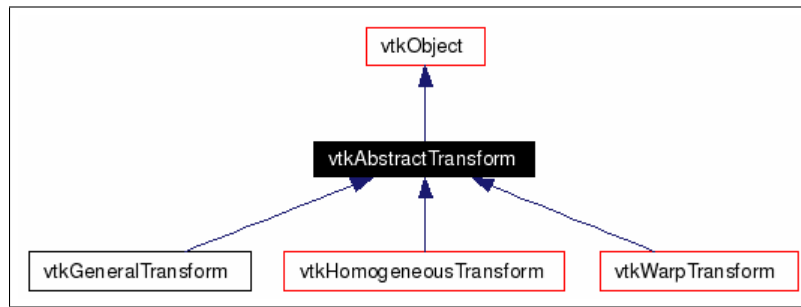 vtkObject
vtkAbstractTransform
vtkGeneralTransform
vtkHomogeneousTransform
vtkWarpTransform